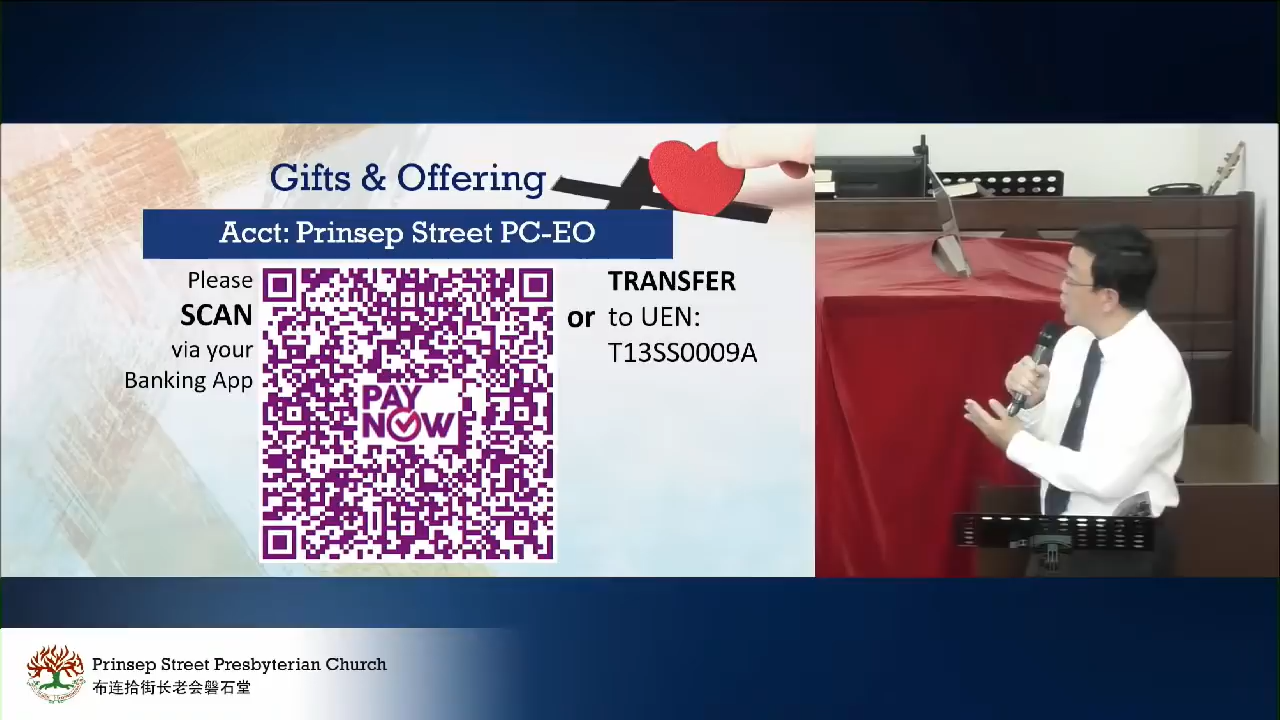 Gifts & Offering
Acct: Prinsep Street PC-EO
Please
SCAN
via your
Banking App
PAY
NOW
or
TRANSFER
to UEN:
T13SS0009A
Prinsep Street Presbyterian Church
布连拾街长老会磐石堂